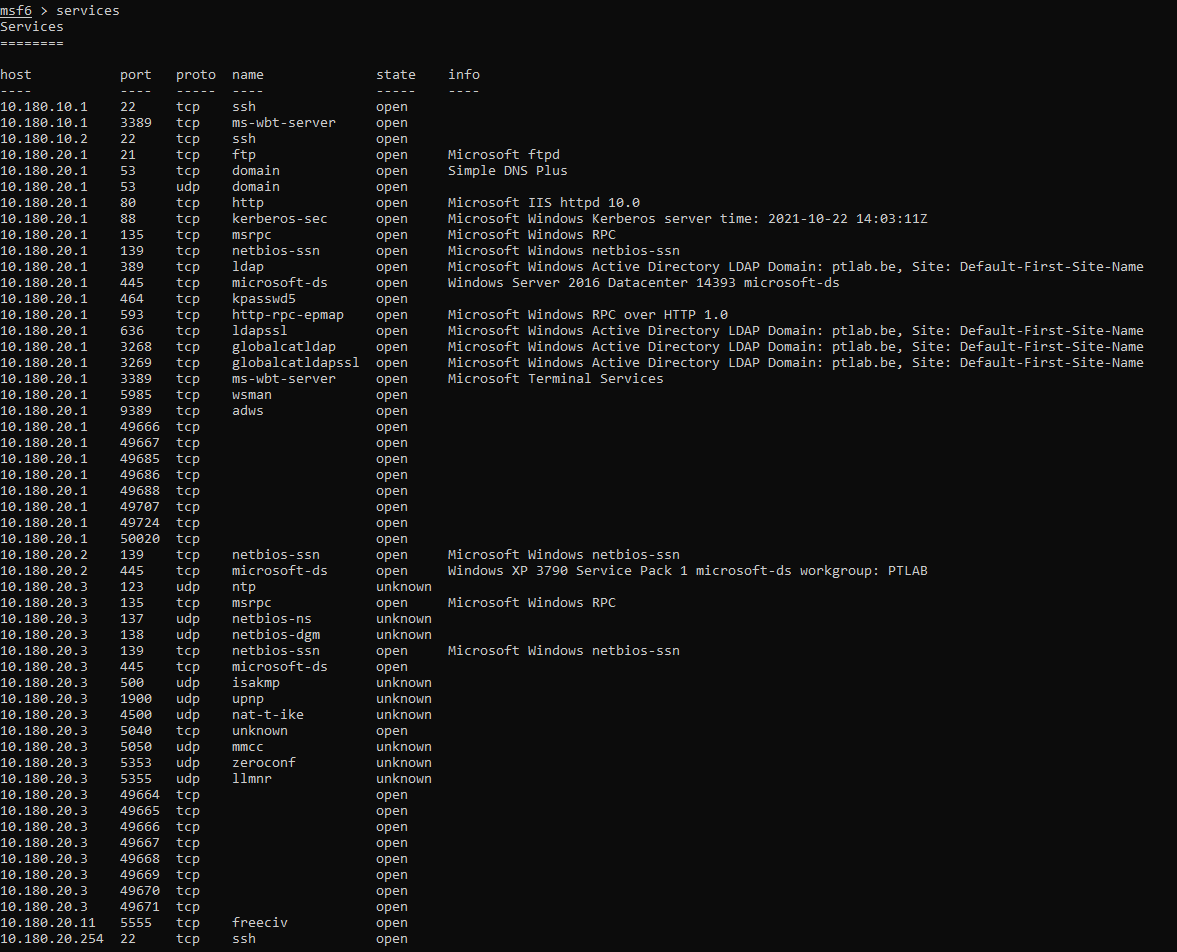 msf6 > services
Services
========
host port proto name state info
---- ---- ----- ---- ----- ----
10.180.10.1 22 tcp ssh open
10.180.10.1 3389 tcp ms-wbt-server open
10.180.10.2 22 tcp ssh open
10.180.20.1 21 tcp ftp open Microsoft ftpd
10.180.20.1 53 tcp domain open Simple DNS Plus
10.180.20.1 53 udp domain open
10.180.20.1 80 tcp http open Microsoft IIS httpd 10.0
10.180.20.1 88 tcp kerberos-sec open Microsoft Windows Kerberos server time: 2021-10-22 14:03:11Z
10.180.20.1 135 tcp msrpc open Microsoft Windows RPC
10.180.20.1 139 tcp netbios-ssn open Microsoft Windows netbios-ssn
10.180.20.1 389 tcp ldap open Microsoft Windows Active Directory LDAP Domain: ptlab.be, Site: Default-First-Site-Name
10.180.20.1 445 tcp microsoft-ds open Windows Server 2016 Datacenter 14393 microsoft-ds
10.180.20.1 464 tcp kpasswd5 open
10.180.20.1 593 tcp http-rpc-epmap open Microsoft Windows RPC over HTTP 1.0
10.180.20.1 636 tcp ldapssl open Microsoft Windows Active Directory LDAP Domain: ptlab.be, Site: Default-First-Site-Name
10.180.20.1 3268 tcp globalcatldap open Microsoft Windows Active Directory LDAP Domain: ptlab.be, Site: Default-First-Site-Name
10.180.20.1 3269 tcp globalcatldapssl open Microsoft Windows Active Directory LDAP Domain: ptlab.be, Site: Default-First-Site-Name
10.180.20.1 3389 tcp ms-wbt-server open Microsoft Terminal Services
10.180.20.1 5985 tcp wsman open
10.180.20.1 9389 tcp adws open
10.180.20.1 49666 tcp open
10.180.20.1 49667 tcp open
10.180.20.1 49685 tcp open
10.180.20.1 49686 tcp open
10.180.20.1 49688 tcp open
10.180.20.1 49707 tcp open
10.180.20.1 49724 tcp open
10.180.20.1 50020 tcp open
10.180.20.2 139 tcp netbios-ssn open Microsoft Windows netbios-ssn
10.180.20.2 445 tcp microsoft-ds open Windows XP 3790 Service Pack 1 microsoft-ds workgroup: PTLAB
10.180.20.3 123 udp ntp unknown
10.180.20.3 135 tcp msrpc open Microsoft Windows RPC
10.180.20.3 137 udp netbios-ns unknown
10.180.20.3 138 udp netbios-dgm unknown
10.180.20.3 139 tcp netbios-ssn open Microsoft Windows netbios-ssn
10.180.20.3 445 tcp microsoft-ds open
10.180.20.3 500 udp isakmp unknown
10.180.20.3 1900 udp upnp unknown
10.180.20.3 4500 udp nat-t-ike unknown
10.180.20.3 5040 tcp unknown open
10.180.20.3 5050 udp mmcc unknown
10.180.20.3 5353 udp zeroconf unknown
10.180.20.3 5355 udp llmnr unknown
10.180.20.3 49664 tcp open
10.180.20.3 49665 tcp open
10.180.20.3 49666 tcp open
10.180.20.3 49667 tcp open
10.180.20.3 49668 tcp open
10.180.20.3 49669 tcp open
10.180.20.3 49670 tcp open
10.180.20.3 49671 tcp open
10.180.20.11 5555 tcp freeciv open
10.180.20.254 22 tcp ssh open